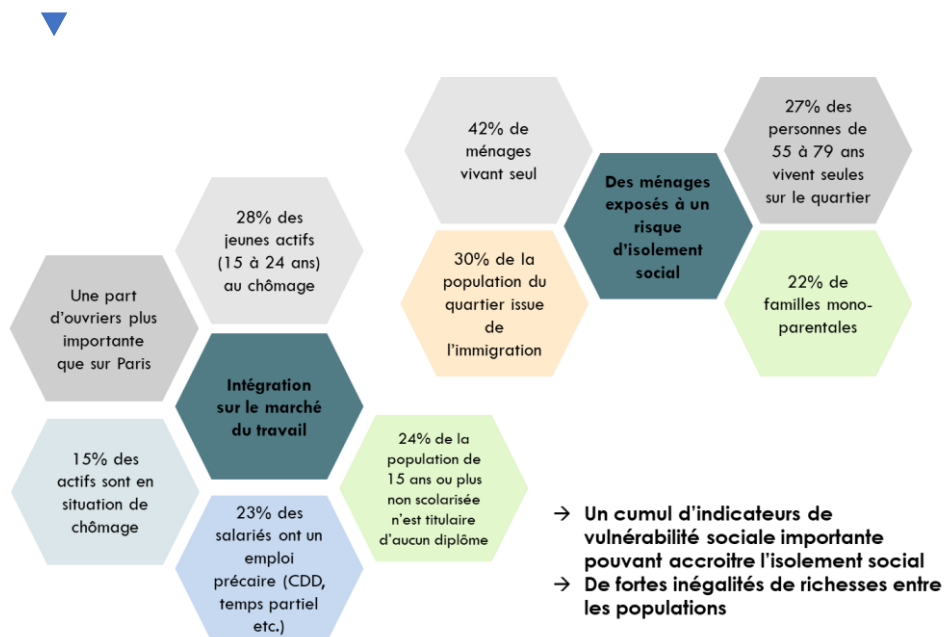 42% de
ménages
vivant seul
27% des
personnes de
55 à 79 ans
vivent seules
sur le quartier
Des ménages
exposés à un
risque
d'isolement
social
30% de la
population du
quartier issue
de
l'immigration
22% de
familles mono-
parentales
28% des
jeunes actifs
(15 à 24 ans)
au chômage
Une part
d'ouvriers plus
importante
que sur Paris
Intégration
sur le marché
du travail
15% des
actifs sont en
situation de
chômage
24% de la
population de
15 ans ou plus
non scolarisée
n'est titulaire
d'aucun diplôme
23% des
salariés ont un
emploi
précaire (CDD,
temps partiel
etc.)
→ Un cumul d'indicateurs de
vulnérabilité sociale importante
pouvant accroitre l'isolement social
→ De fortes inégalités de richesses entre
les populations